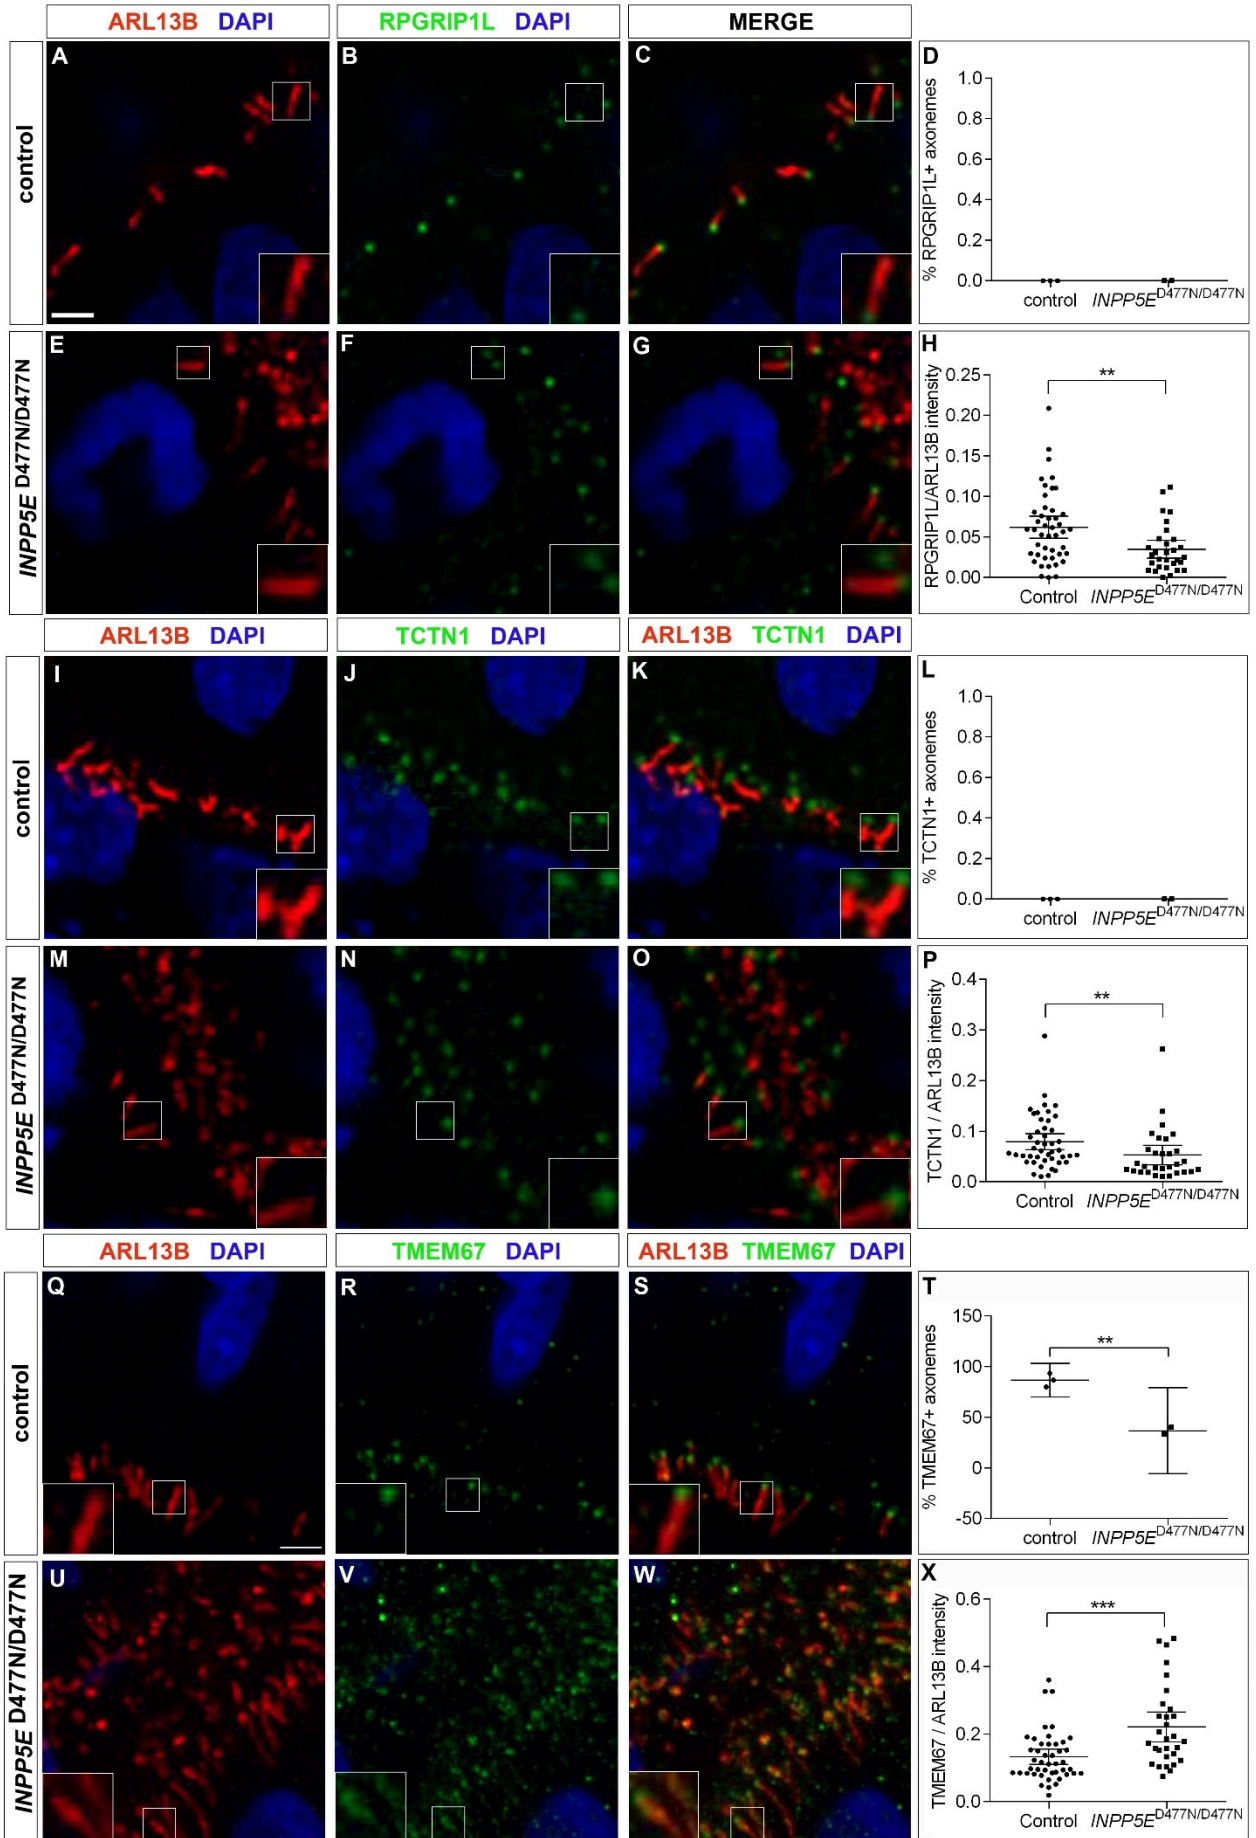 ARL13B DAPI
RPGRIP1L DAPI
MERGE
control
A
B
C
D
% RPGRIP1L+ axonemes
1.0
0.8
0.6
0.4
0.2
0.0
control INPP5E D477N/D477N
INPP5E D477N/D477N
E
F
G
H
RPGRIP1L/ARL13B intensity
0.25
0.20
0.15
0.10
0.05
0.00
**
Control INPP5E D477N/D477N
ARL13B DAPI
TCTN1 DAPI
ARL13B TCTN1 DAPI
control
I
J
K
L
% TCTN1+ axonemes
1.0
0.8
0.6
0.4
0.2
0.0
control INPP5E D477N/D477N
INPP5E D477N/D477N
M
N
O
P
TCTN1 / ARL13B intensity
0.4
0.3
0.2
0.1
0.0
**
Control INPP5E D477N/D477N
ARL13B DAPI
TMEM67 DAPI
ARL13B TMEM67 DAPI
control
Q
R
S
T
% TMEM67+ axonemes
150
100
50
0
-50
**
control INPP5E D477N/D477N
INPP5E D477N/D477N
U
V
W
X
TMEM67 / ARL13B intensity
0.6
0.4
0.2
0.0
***
Control INPP5E D477N/D477N